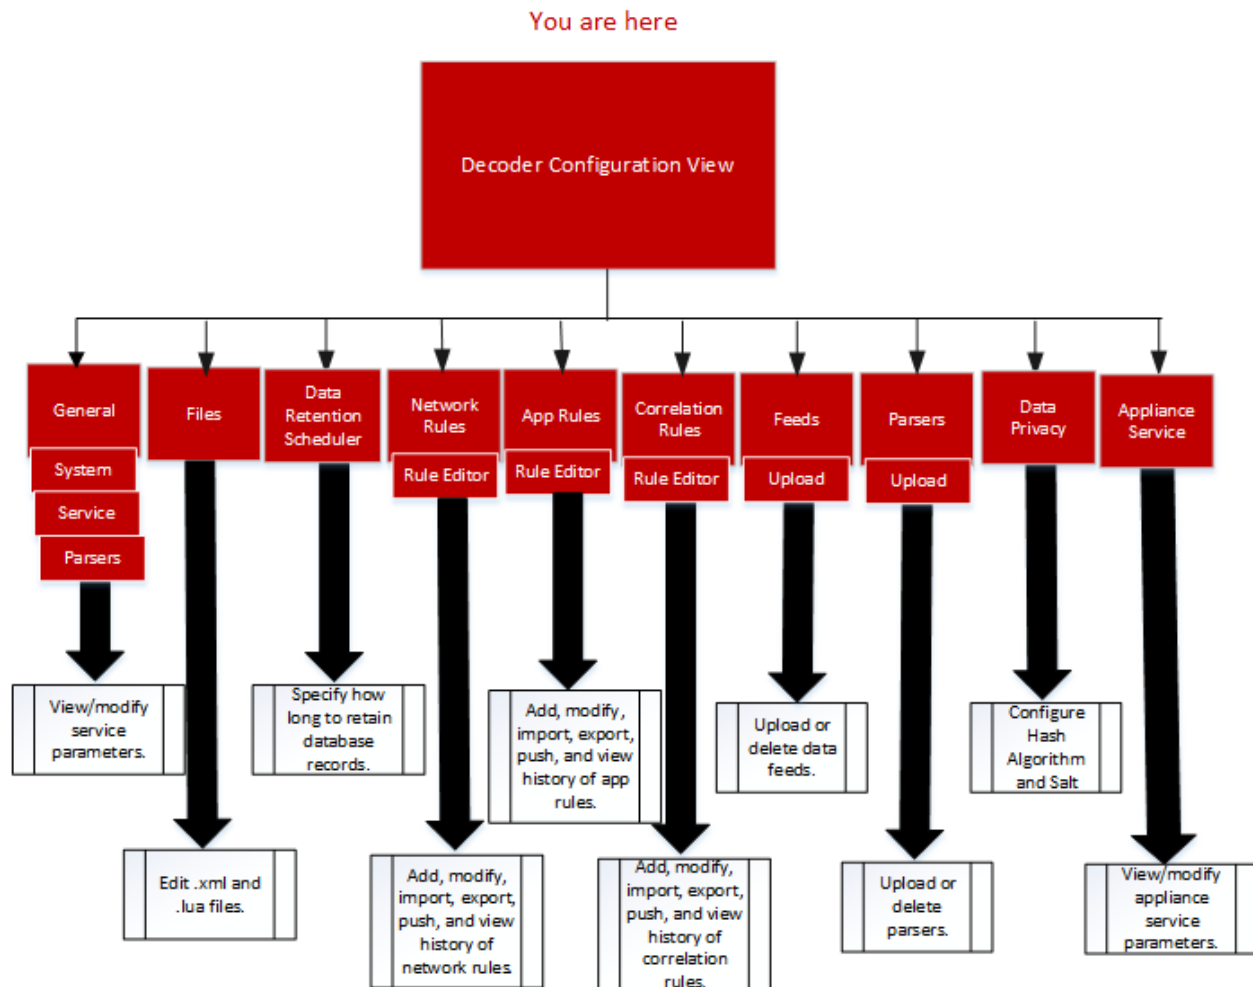 You are here
Decoder Configuration View
General
System
Service
Parsers
Files
Data
Retention
Scheduler
Network
Rules
Rule Editor
App Rules
Rule Editor
Correlation
Rules
Rule Editor
Feeds
Upload
Parsers
Upload
Data
Privacy
Appliance
Service
View/modify
service
parameters.
Edit .xml and
.lua files.
Specify how
long to retain
database
records.
Add, modify,
import, export,
push, and view
history of
network rules.
Add, modify,
import, export,
push, and view
history of app
rules.
Add, modify,
import, export,
push, and view
history of
correlation
rules.
Upload or
delete data
feeds.
Upload or
delete
parsers.
Configure
Hash
Algorithm
and Salt
View/modify
appliance
service
parameters.